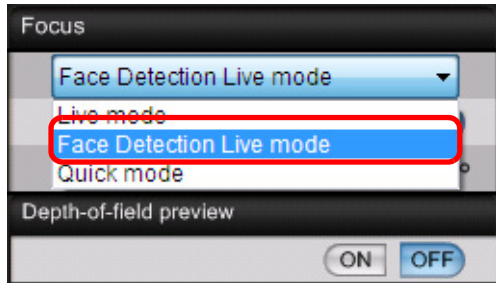 Focus
Face Detection Live mode
Live mode
Face Detection Live mode
Quick mode
Depth-of-field preview
ON OFF